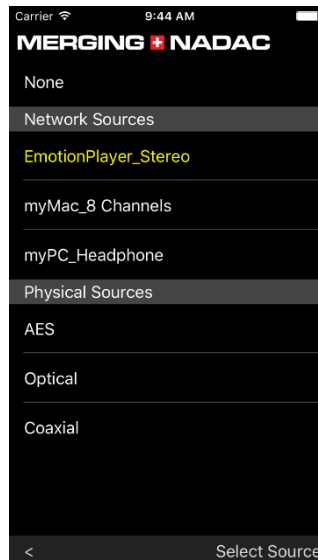 Carrier 9:44 AM
MERGING NADAC
None
Network Sources
EmotionPlayer_Stereo
myMac_8 Channels
myPC_Headphone
Physical Sources
AES
Optical
Coaxial
< Select Source